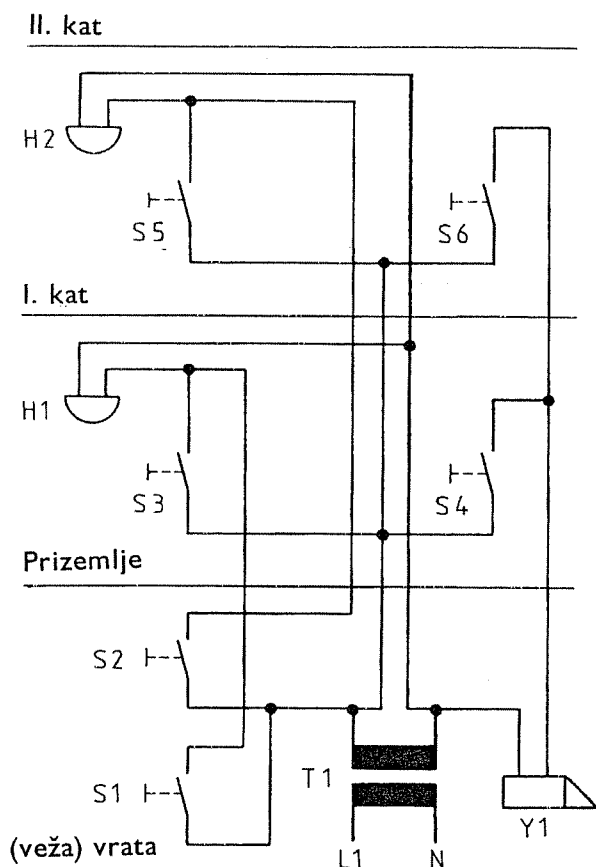 II. kat
H2
S5
S6
I. kat
H1
S3
S4
Prizemlje
S2
T1
S1
Y1
(veža) vrata
L1
N